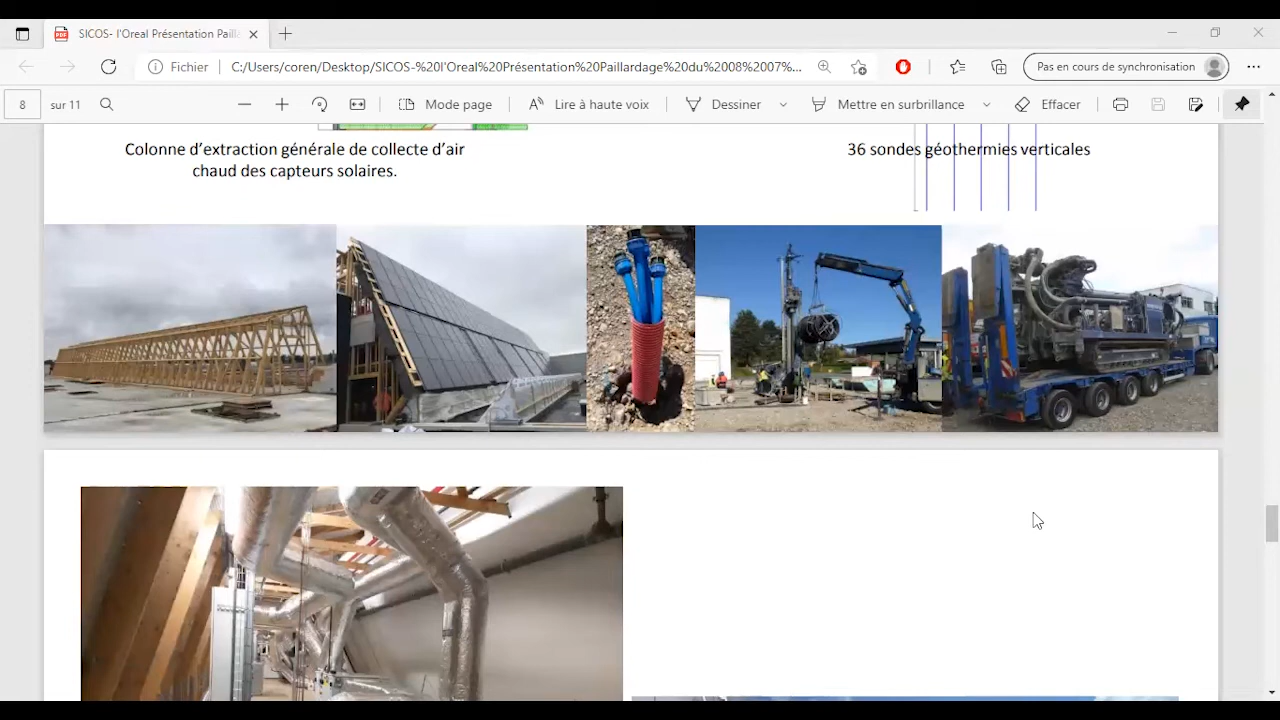 SICOS- l'Oreal Présentation Pailla
Fichier
C:/Users/coren/Desktop/SICOS-%20l'Oreal%20Présentation%20Paillardage%20du%2008%2007%...
Pas en cours de synchronisation
8 sur 11
Mode page
Lire à haute voix
Dessiner
Mettre en surbrillance
Effacer
Colonne d'extraction générale de collecte d'air
chaud des capteurs solaires.
36 sondes géothermies verticales